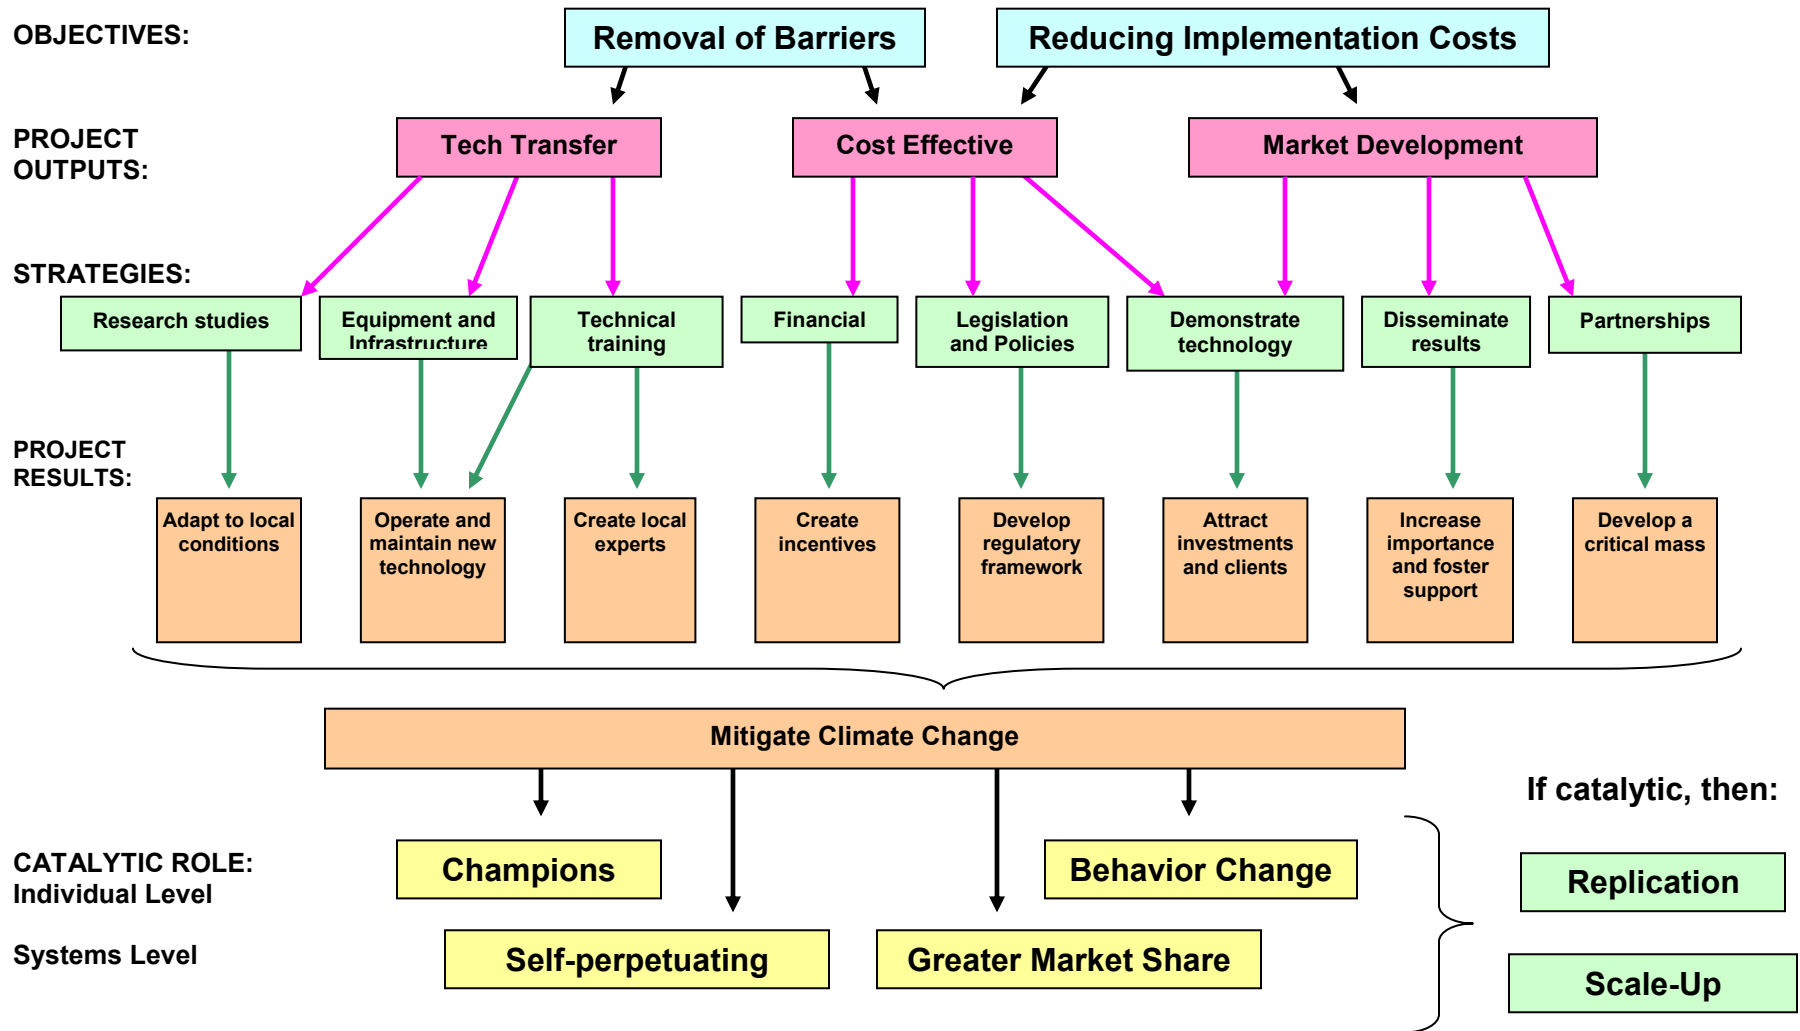 OBJECTIVES:
Removal of Barriers
Reducing Implementation Costs
PROJECT
OUTPUTS:
Tech Transfer
Cost Effective
Market Development
STRATEGIES:
Research studies
Equipment and
Infrastructure
Technical
training
Financial
Legislation
and Policies
Demonstrate
technology
Disseminate
results
Partnerships
PROJECT
RESULTS:
Adapt to local
conditions
Operate and
maintain new
technology
Create local
experts
Create
incentives
Develop
regulatory
framework
Attract
investments
and clients
Increase
importance
and foster
support
Develop a
critical mass
Mitigate Climate Change
If catalytic, then:
CATALYTIC ROLE:
Individual Level
Champions
Behavior Change
Replication
Systems Level
Self-perpetuating
Greater Market Share
Scale-Up